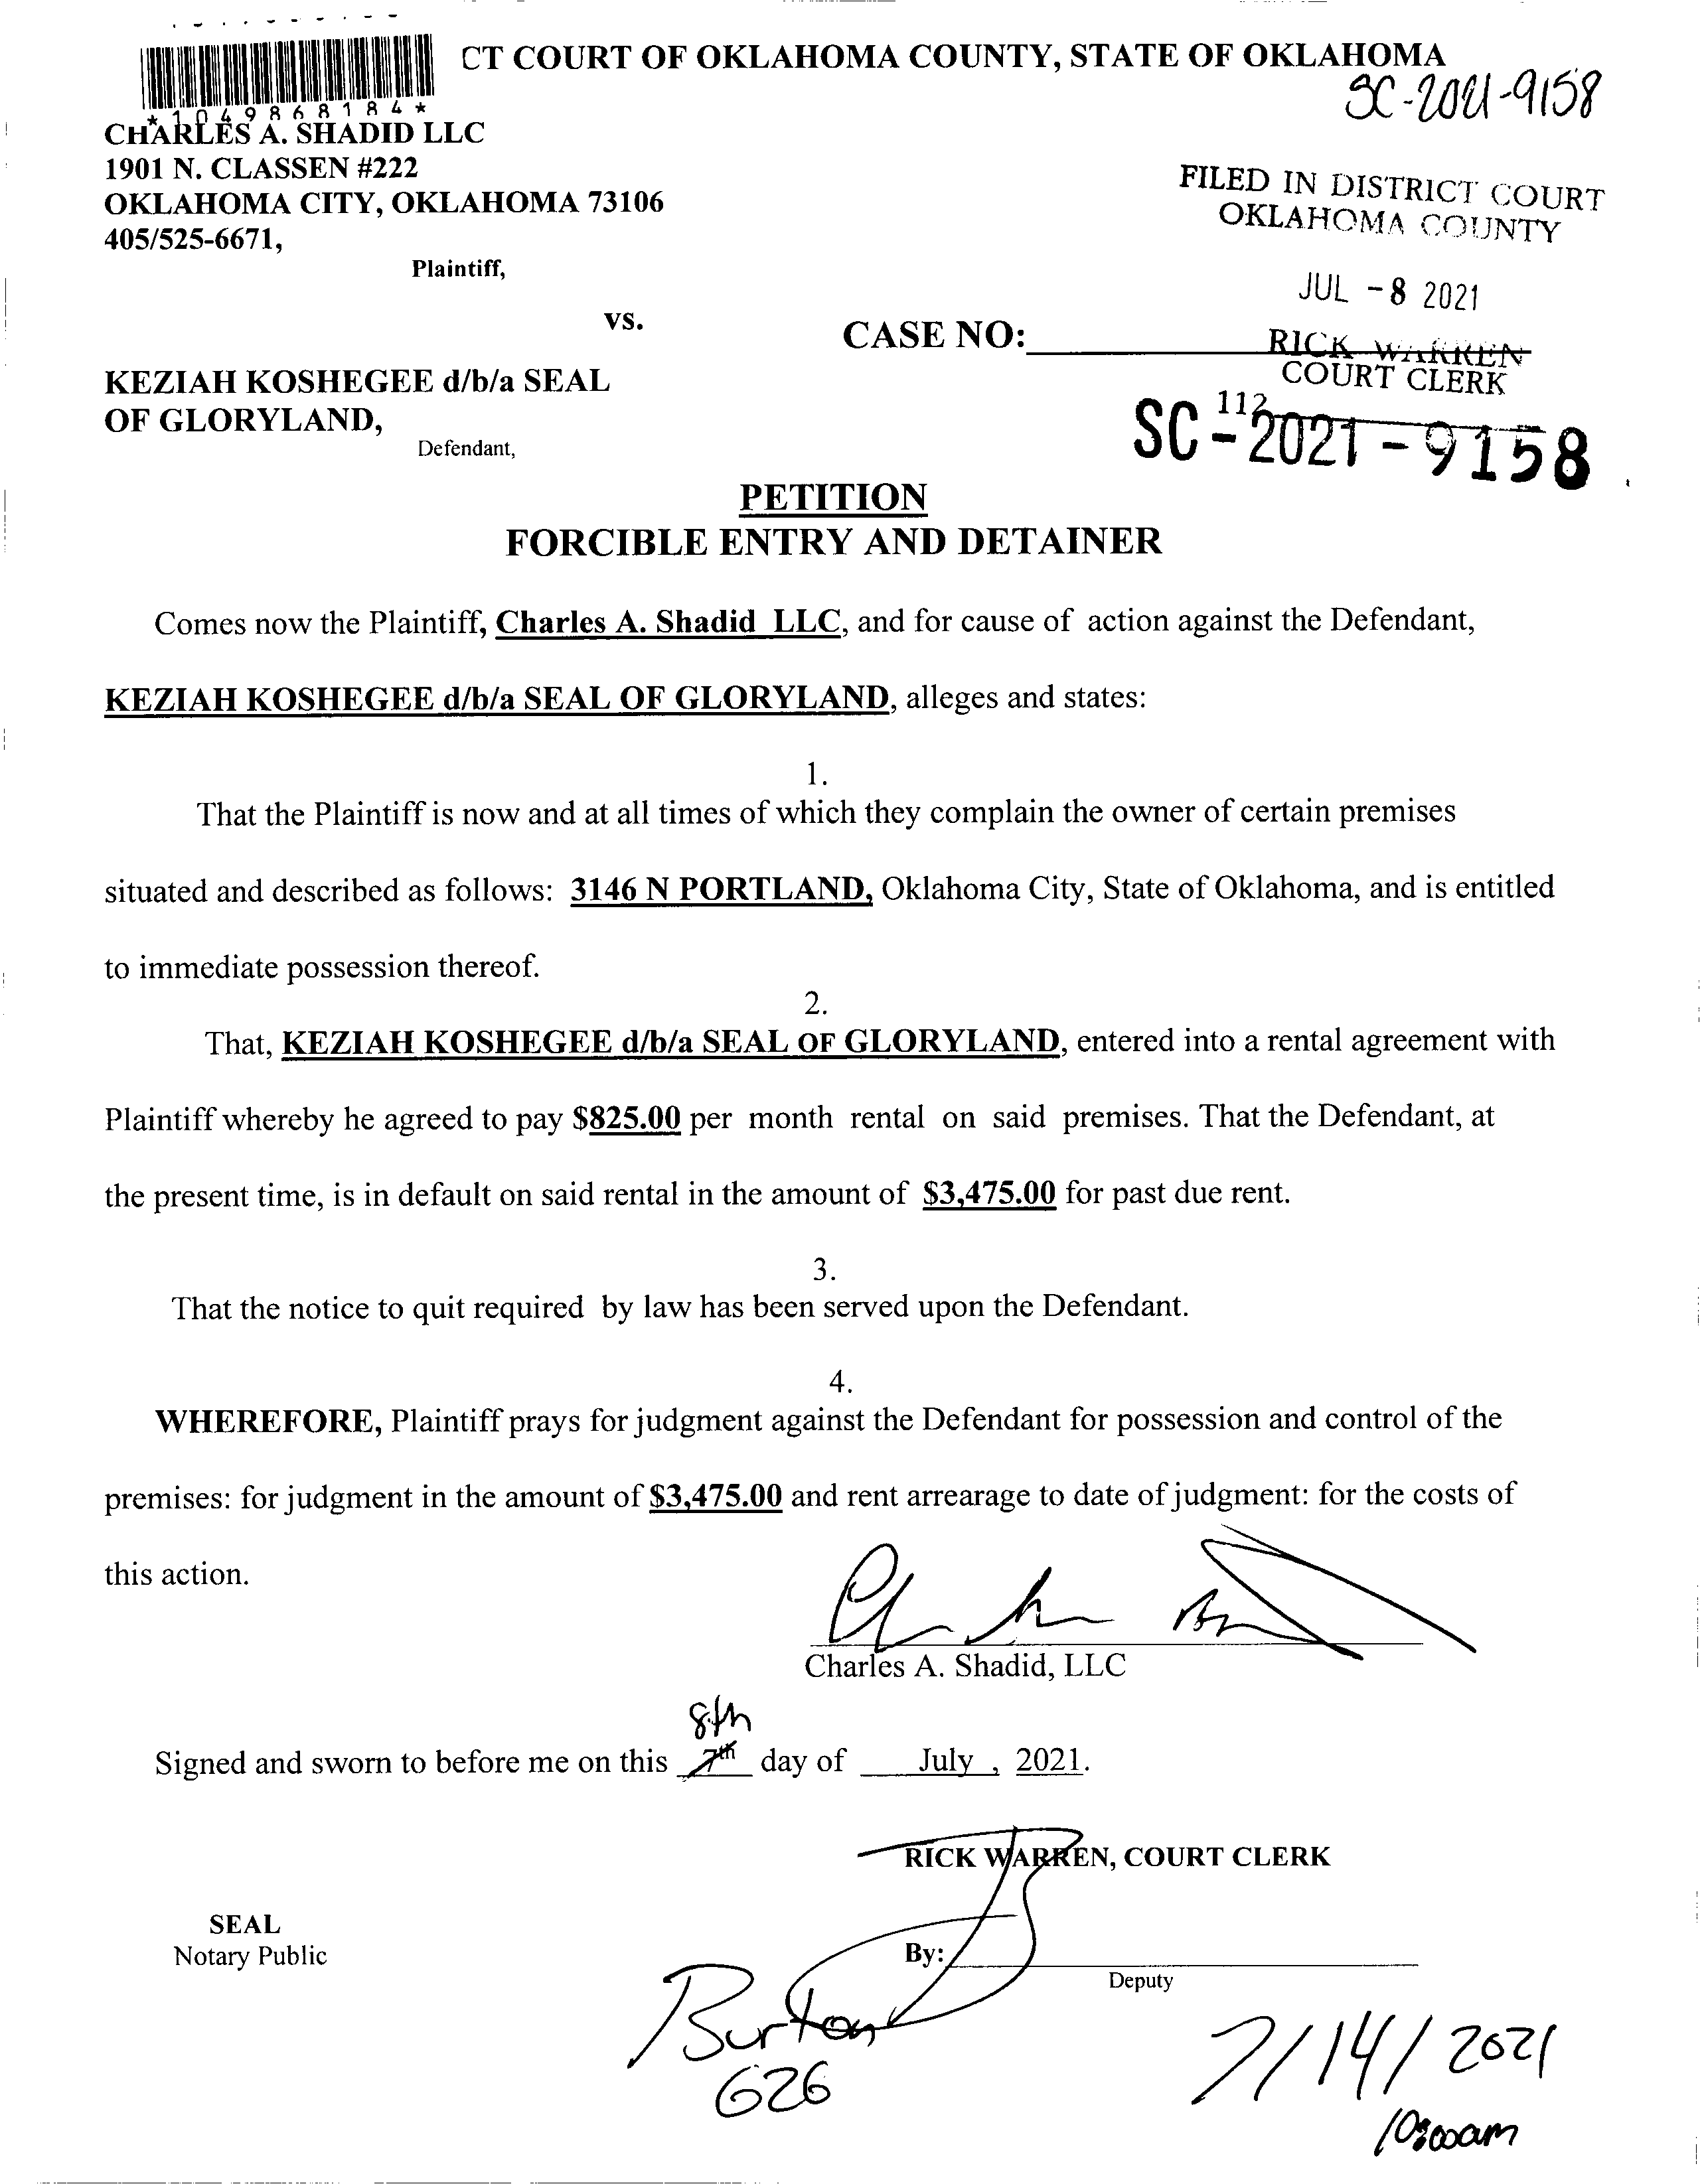 CT COURT OF OKLAHOMA COUNTY, STATE OF OKLAHOMA
*1049868184*
SC-2021-9158
CHARLES A. SHADID LLC
1901 N. CLASSEN #222
OKLAHOMA CITY, OKLAHOMA 73106
405/525-6671,
Plaintiff,
FILED IN DISTRICT COURT
OKLAHOMA COUNTY
JUL -8 2021
vs.
CASE NO:
RICK WARREN
COURT CLERK
KEZIAH KOSHEGEE d/b/a SEAL
OF GLORYLAND,
Defendant,
112
SC-2021-9158
PETITION
FORCIBLE ENTRY AND DETAINER
Comes now the Plaintiff, Charles A. Shadid LLC, and for cause of action against the Defendant,
KEZIAH KOSHEGEE d/b/a SEAL OF GLORYLAND, alleges and states:
1.
That the Plaintiff is now and at all times of which they complain the owner of certain premises
situated and described as follows: 3146 N PORTLAND, Oklahoma City, State of Oklahoma, and is entitled
to immediate possession thereof.
2.
That, KEZIAH KOSHEGEE d/b/a SEAL OF GLORYLAND, entered into a rental agreement with
Plaintiff whereby he agreed to pay $825.00 per month rental on said premises. That the Defendant, at
the present time, is in default on said rental in the amount of $3,475.00 for past due rent.
3.
That the notice to quit required by law has been served upon the Defendant.
4.
WHEREFORE, Plaintiff prays for judgment against the Defendant for possession and control of the
premises: for judgment in the amount of $3,475.00 and rent arrearage to date of judgment: for the costs of
this action.
Charles A. Shadid, LLC
8th
Signed and sworn to before me on this 7th day of July , 2021.
RICK WARREN, COURT CLERK
SEAL
Notary Public
By:
Deputy
Burton
626
7/14/2021
10:00am